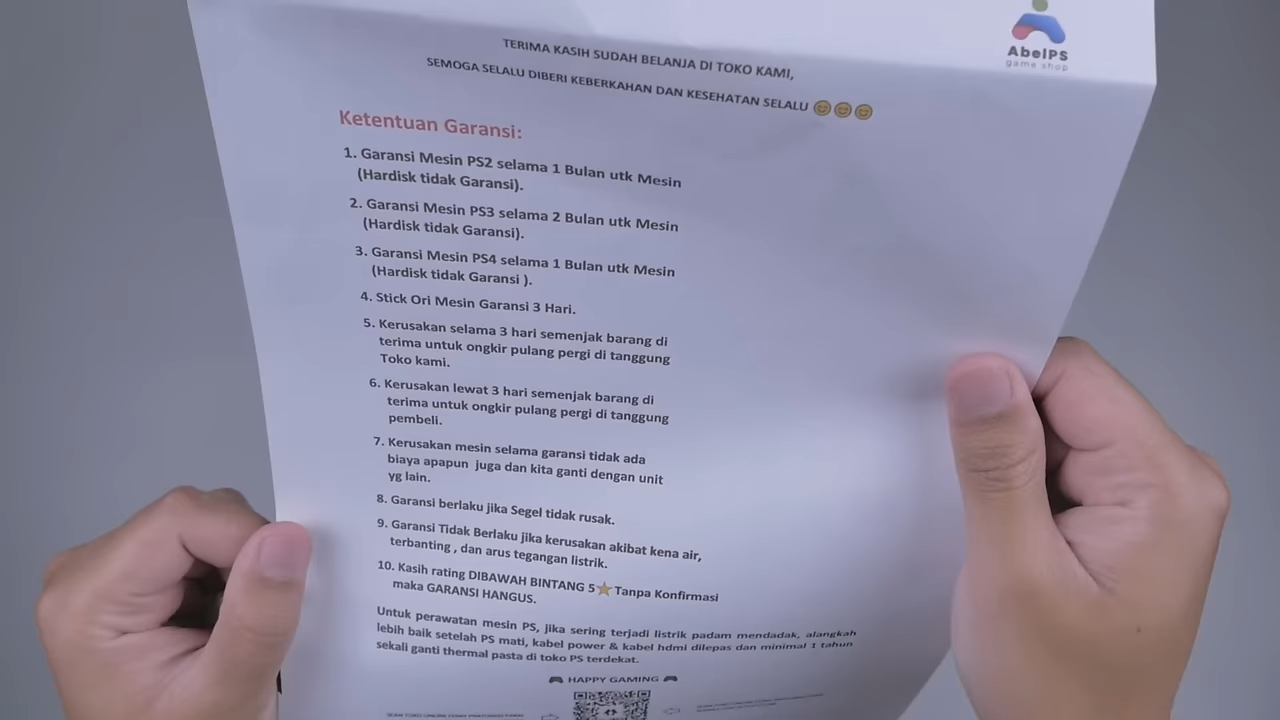 AbelPS
game shop
TERIMA KASIH SUDAH BELANJA DI TOKO KAMI,
SEMOGA SELALU DIBERI KEBERKAHAN DAN KESEHATAN SELALU 😊😊😊
Ketentuan Garansi:
1. Garansi Mesin PS2 selama 1 Bulan utk Mesin
(Hardisk tidak Garansi).
2. Garansi Mesin PS3 selama 2 Bulan utk Mesin
(Hardisk tidak Garansi).
3. Garansi Mesin PS4 selama 1 Bulan utk Mesin
(Hardisk tidak Garansi ).
4. Stick Ori Mesin Garansi 3 Hari.
5. Kerusakan selama 3 hari semenjak barang di
terima untuk ongkir pulang pergi di tanggung
Toko kami.
6. Kerusakan lewat 3 hari semenjak barang di
terima untuk ongkir pulang pergi di tanggung
pembeli.
7. Kerusakan mesin selama garansi tidak ada
biaya apapun juga dan kita ganti dengan unit
yg lain.
8. Garansi berlaku jika Segel tidak rusak.
9. Garansi Tidak Berlaku jika kerusakan akibat kena air,
terbanting , dan arus tegangan listrik.
10. Kasih rating DIBAWAH BINTANG 5⭐ Tanpa Konfirmasi
maka GARANSI HANGUS.
Untuk perawatan mesin PS, jika sering terjadi listrik padam mendadak, alangkah
lebih baik setelah PS mati, kabel power & kabel hdmi dilepas dan minimal 1 tahun
sekali ganti thermal pasta di toko PS terdekat.
🎮 HAPPY GAMING 🎮